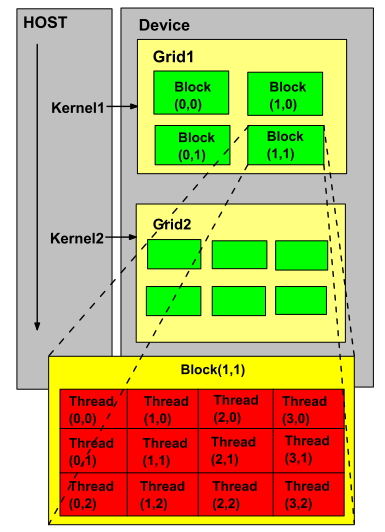 HOST
Device
Grid1
Block
(0,0)
Block
(1,0)
Kernel1
Block
(0,1)
Block
(1,1)
Grid2
Kernel2
Block(1,1)
Thread
(0,0)
Thread
(1,0)
Thread
(2,0)
Thread
(3,0)
Thread
(0,1)
Thread
(1,1)
Thread
(2,1)
Thread
(3,1)
Thread
(0,2)
Thread
(1,2)
Thread
(2,2)
Thread
(3,2)